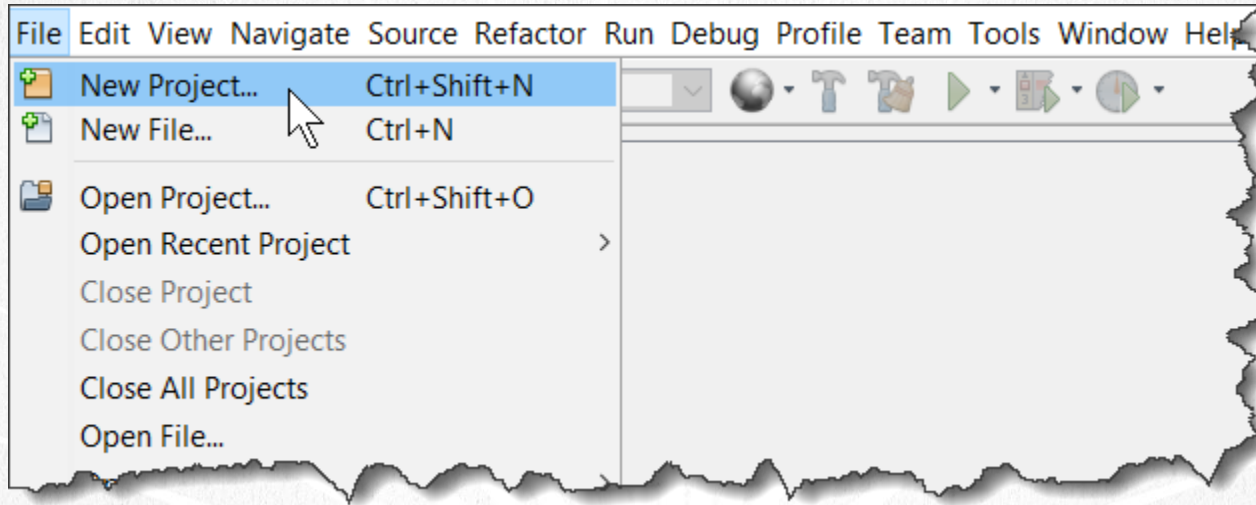 File Edit View Navigate Source Refactor Run Debug Profile Team Tools Window Help
New Project... Ctrl+Shift+N
New File... Ctrl+N
Open Project... Ctrl+Shift+O
Open Recent Project
Close Project
Close Other Projects
Close All Projects
Open File...